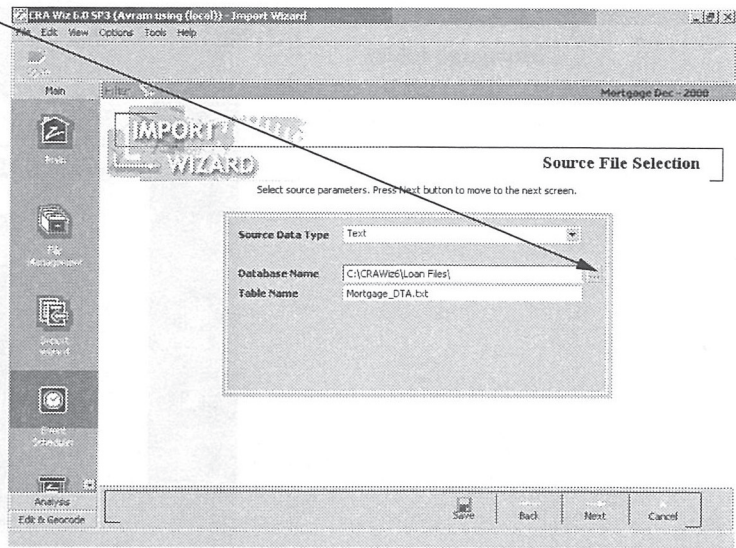 CRA Wiz 6.0 SP3 (Avram using (local)) - Import Wizard
File Edit View Options Tools Help
Main
Filter
Mortgage Dec - 2000
IMPORT
WIZARD
Source File Selection
Select source parameters. Press Next button to move to the next screen.
Source Data Type Text
Database Name C:\CRAWiz6\Loan Files\
Table Name Mortgage_DTA.txt
File
Management
Import
Wizard
Event
Scheduler
Analysis
Edit & Geocode
Save Back Next Cancel